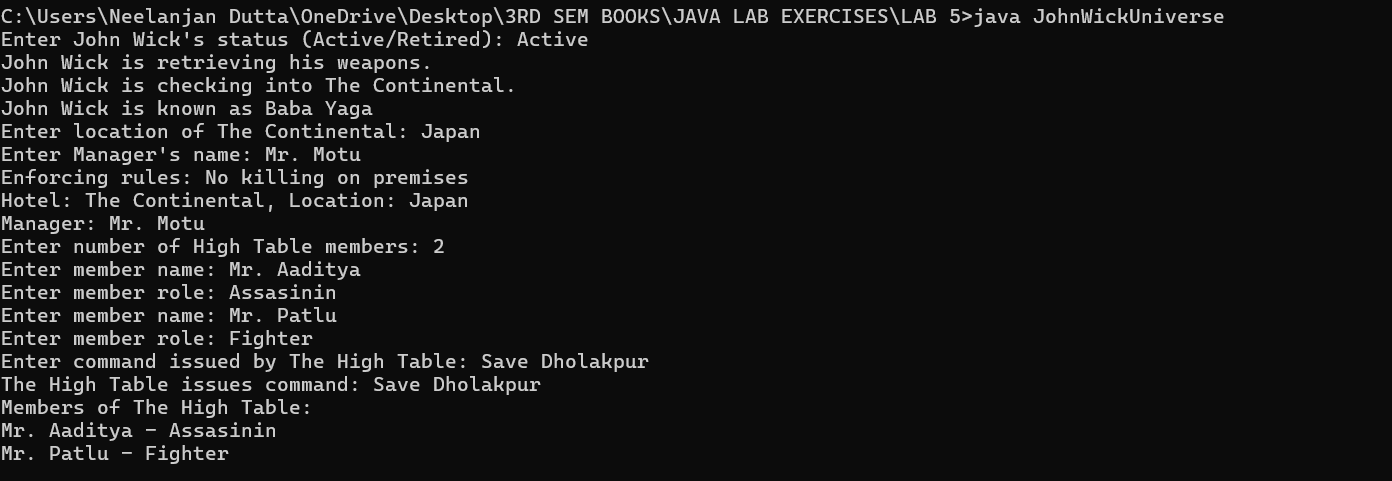 C:\Users\Neelanjan Dutta\OneDrive\Desktop\3RD SEM BOOKS\JAVA LAB EXERCISES\LAB 5>java JohnWickUniverse
Enter John Wick's status (Active/Retired): Active
John Wick is retrieving his weapons.
John Wick is checking into The Continental.
John Wick is known as Baba Yaga
Enter location of The Continental: Japan
Enter Manager's name: Mr. Motu
Enforcing rules: No killing on premises
Hotel: The Continental, Location: Japan
Manager: Mr. Motu
Enter number of High Table members: 2
Enter member name: Mr. Aaditya
Enter member role: Assasinin
Enter member name: Mr. Patlu
Enter member role: Fighter
Enter command issued by The High Table: Save Dholakpur
The High Table issues command: Save Dholakpur
Members of The High Table:
Mr. Aaditya - Assasinin
Mr. Patlu - Fighter